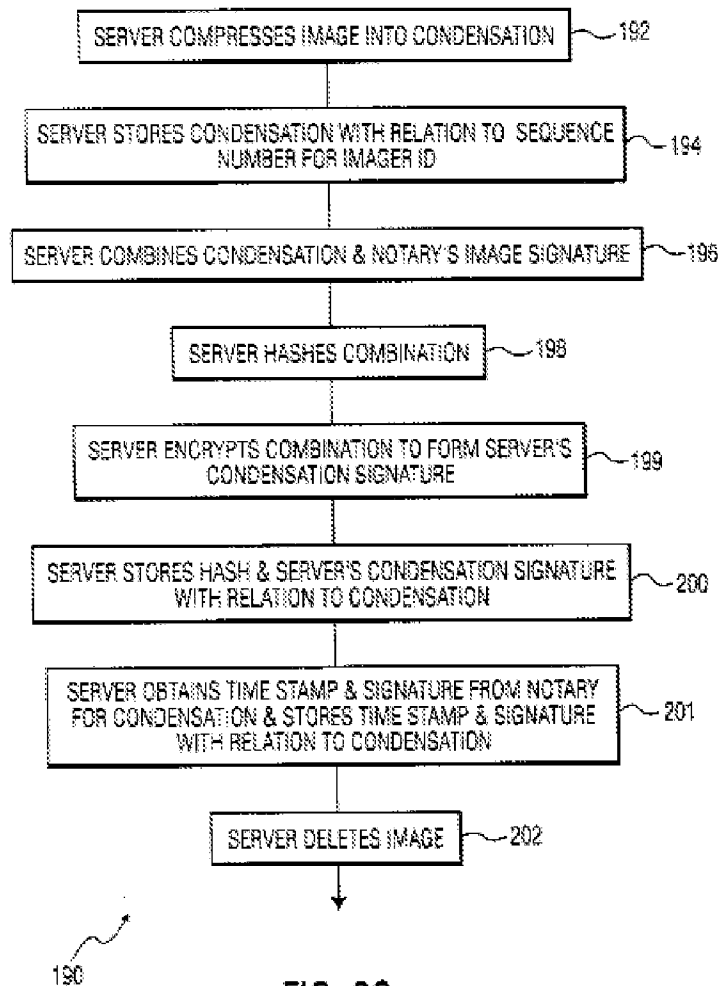 SERVER COMPRESSES IMAGE INTO CONDENSATION
192
SERVER STORES CONDENSATION WITH RELATION TO SEQUENCE
NUMBER FOR IMAGER ID
194
SERVER COMBINES CONDENSATION & NOTARY'S IMAGE SIGNATURE
196
SERVER HASHES COMBINATION
198
SERVER ENCRYPTS COMBINATION TO FORM SERVER'S
CONDENSATION SIGNATURE
199
SERVER STORES HASH & SERVER'S CONDENSATION SIGNATURE
WITH RELATION TO CONDENSATION
200
SERVER OBTAINS TIME STAMP & SIGNATURE FROM NOTARY
FOR CONDENSATION & STORES TIME STAMP & SIGNATURE
WITH RELATION TO CONDENSATION
201
SERVER DELETES IMAGE
202
190